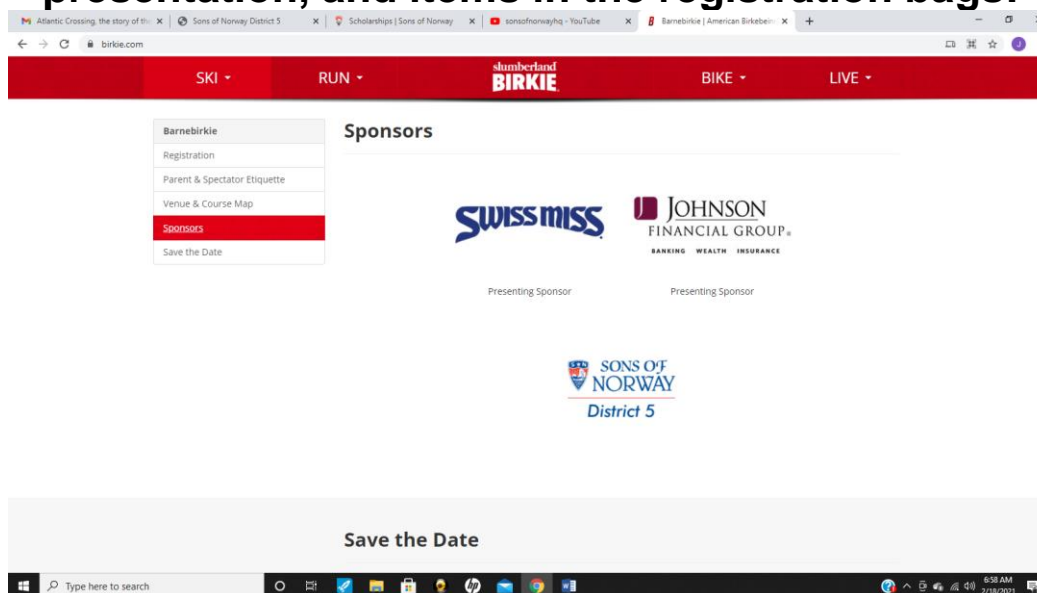 presentation, and items in the registration bags.
Atlantic Crossing, the story of th
Sons of Norway District 5
Scholarships | Sons of Norway
sonsofnorwayhq - YouTube
Barnebirkie | American Birkebein
birkie.com
J
SKI
RUN
slumberland
BIRKIE
BIKE
LIVE
Barnebirkie
Registration
Parent & Spectator Etiquette
Venue & Course Map
Sponsors
Save the Date
Sponsors
SWISS MISS
J JOHNSON
FINANCIAL GROUP
BANKING WEALTH INSURANCE
Presenting Sponsor
Presenting Sponsor
SONS OF
NORWAY
District 5
Save the Date
Type here to search
6:58 AM
2/18/2021